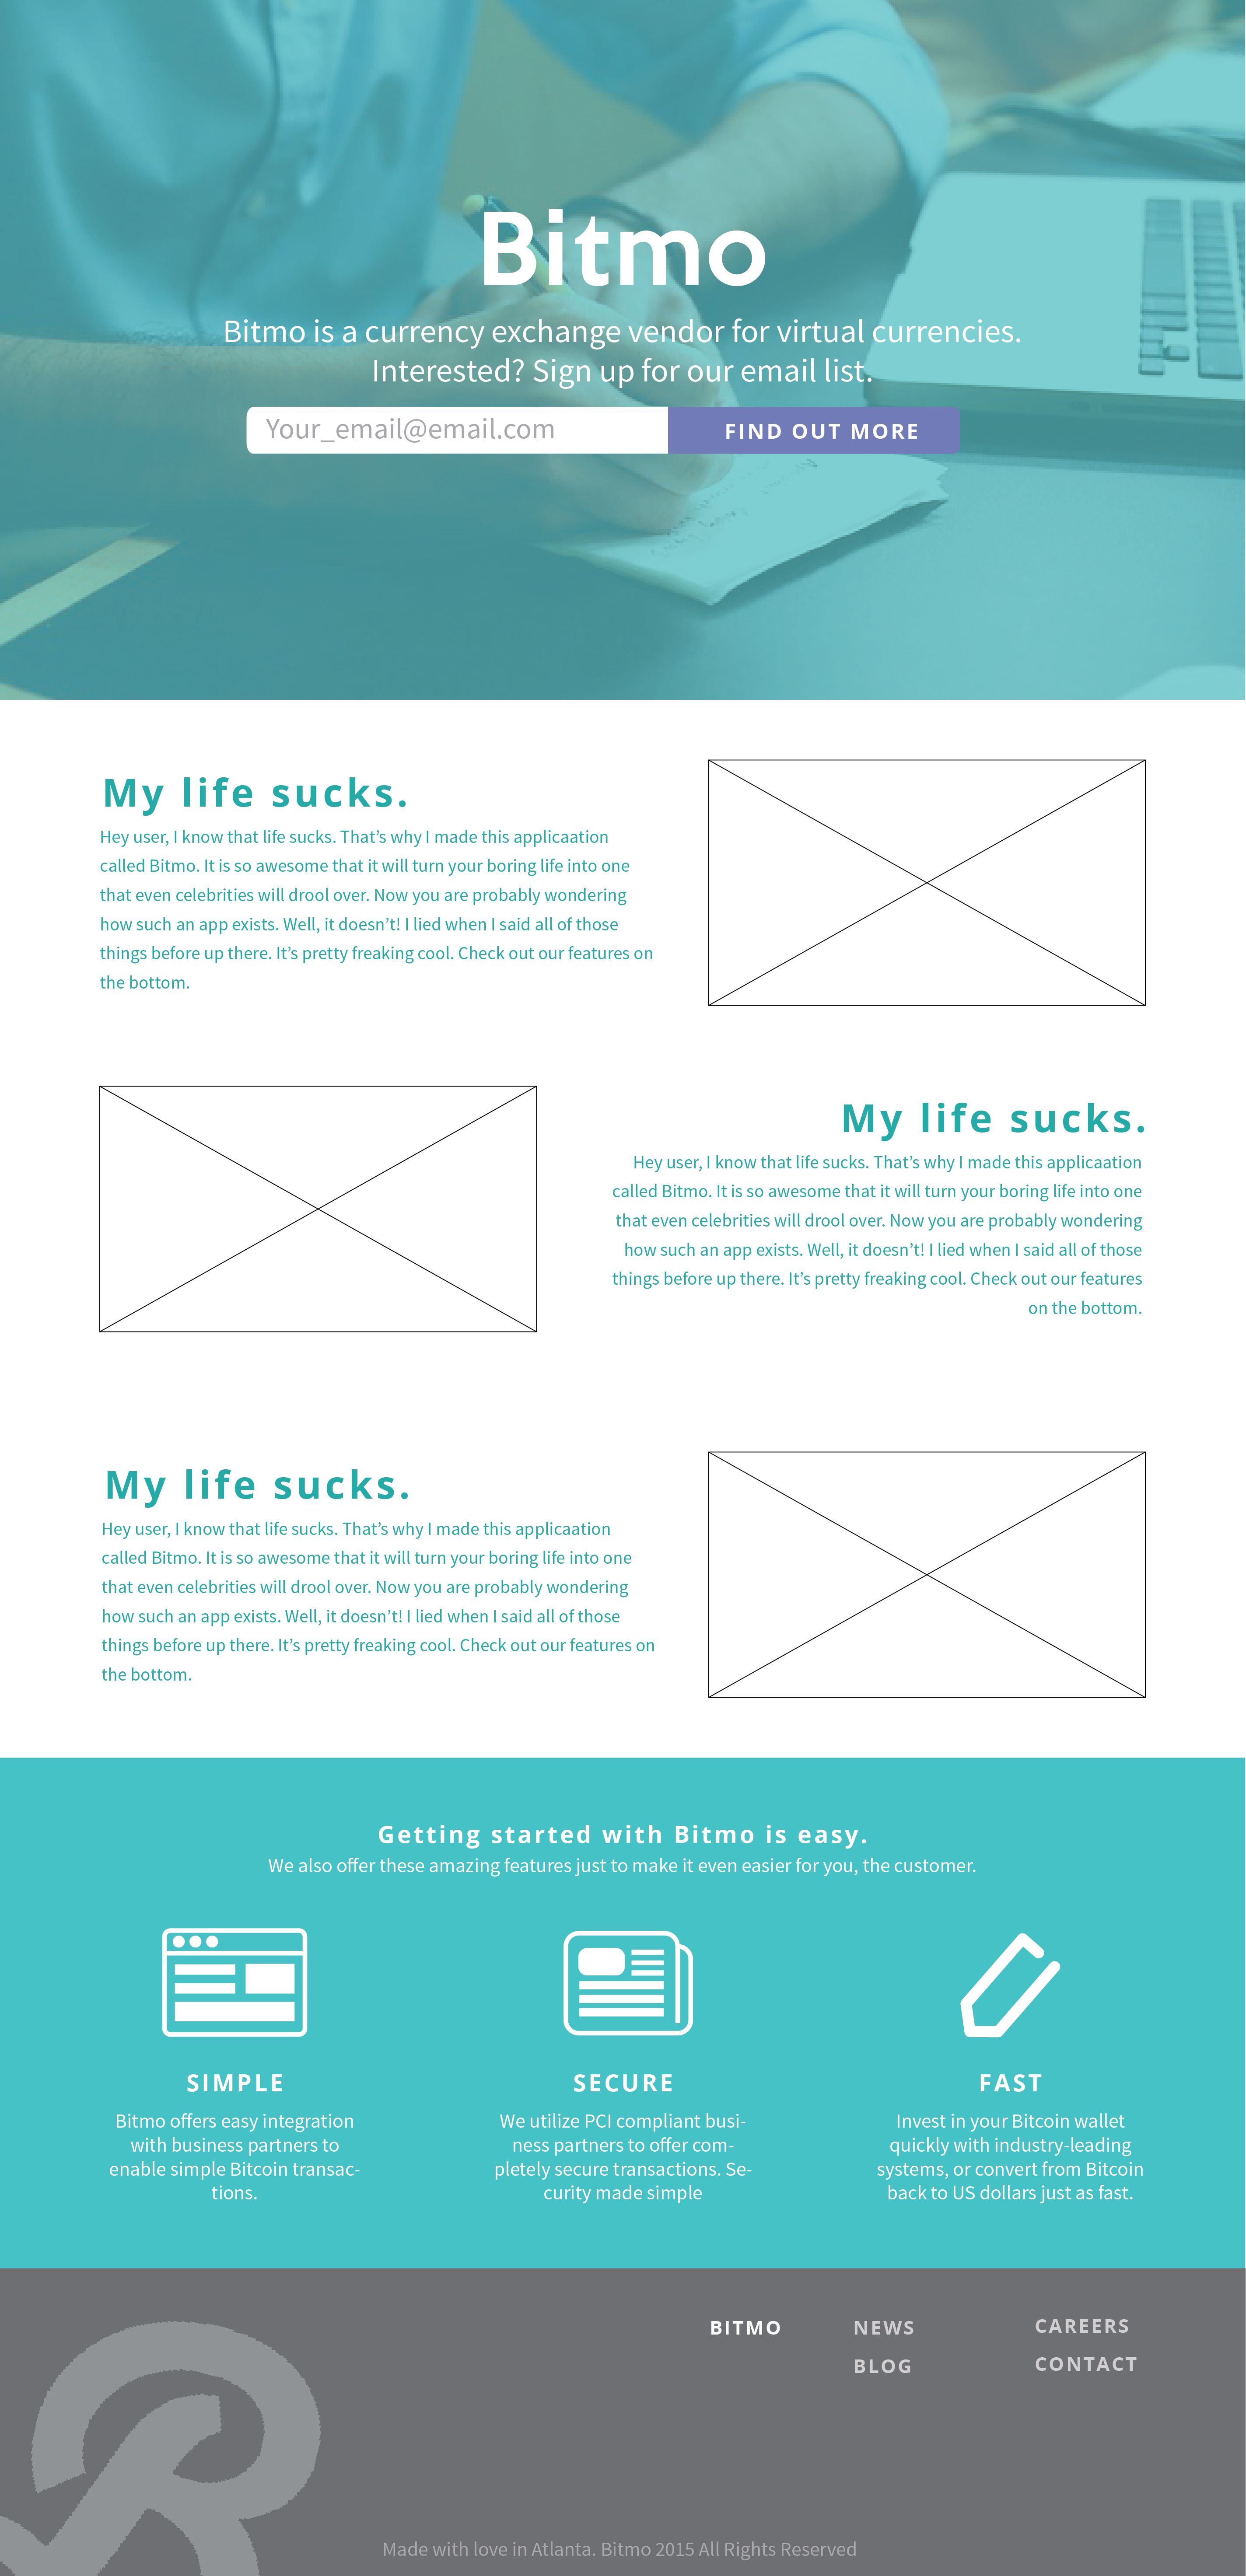 Bitmo
Bitmo is a currency exchange vendor for virtual currencies.
Interested? Sign up for our email list.
Your_email@email.com
FIND OUT MORE
My life sucks.
Hey user, I know that life sucks. That’s why I made this applicaation
called Bitmo. It is so awesome that it will turn your boring life into one
that even celebrities will drool over. Now you are probably wondering
how such an app exists. Well, it doesn’t! I lied when I said all of those
things before up there. It’s pretty freaking cool. Check out our features on
the bottom.
My life sucks.
Hey user, I know that life sucks. That’s why I made this applicaation
called Bitmo. It is so awesome that it will turn your boring life into one
that even celebrities will drool over. Now you are probably wondering
how such an app exists. Well, it doesn’t! I lied when I said all of those
things before up there. It’s pretty freaking cool. Check out our features
on the bottom.
My life sucks.
Hey user, I know that life sucks. That’s why I made this applicaation
called Bitmo. It is so awesome that it will turn your boring life into one
that even celebrities will drool over. Now you are probably wondering
how such an app exists. Well, it doesn’t! I lied when I said all of those
things before up there. It’s pretty freaking cool. Check out our features on
the bottom.
Getting started with Bitmo is easy.
We also offer these amazing features just to make it even easier for you, the customer.
SIMPLE
Bitmo offers easy integration
with business partners to
enable simple Bitcoin transac-
tions.
SECURE
We utilize PCI compliant busi-
ness partners to offer com-
pletely secure transactions. Se-
curity made simple
FAST
Invest in your Bitcoin wallet
quickly with industry-leading
systems, or convert from Bitcoin
back to US dollars just as fast.
BITMO
NEWS
BLOG
CAREERS
CONTACT
Made with love in Atlanta. Bitmo 2015 All Rights Reserved